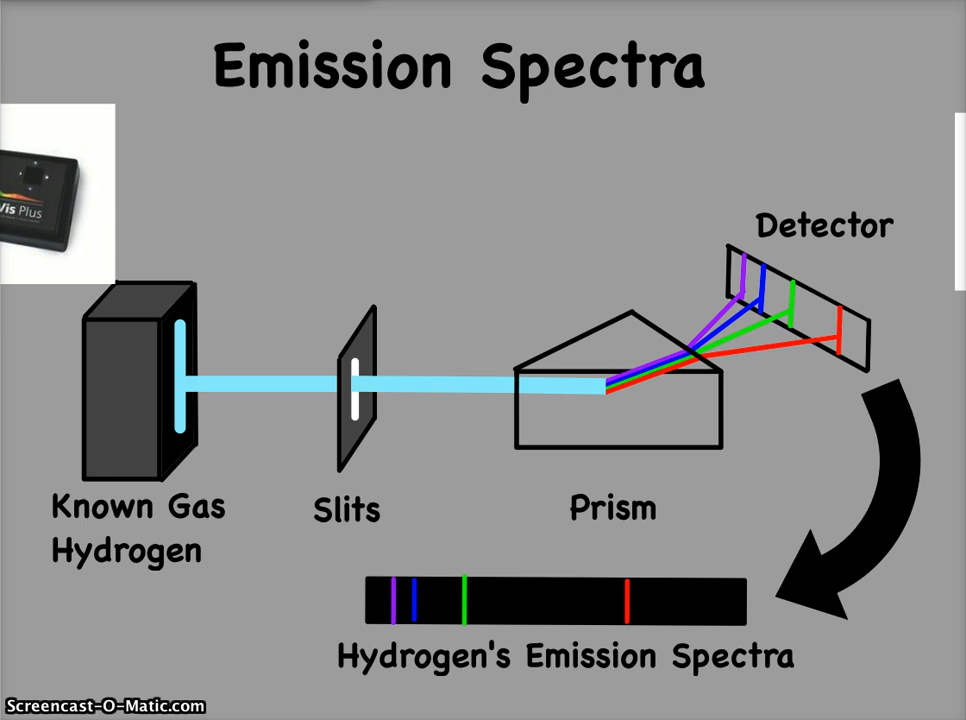 Emission Spectra
Vis Plus
Detector
Known Gas
Hydrogen
Slits
Prism
Hydrogen's Emission Spectra
Screencast-O-Matic.com